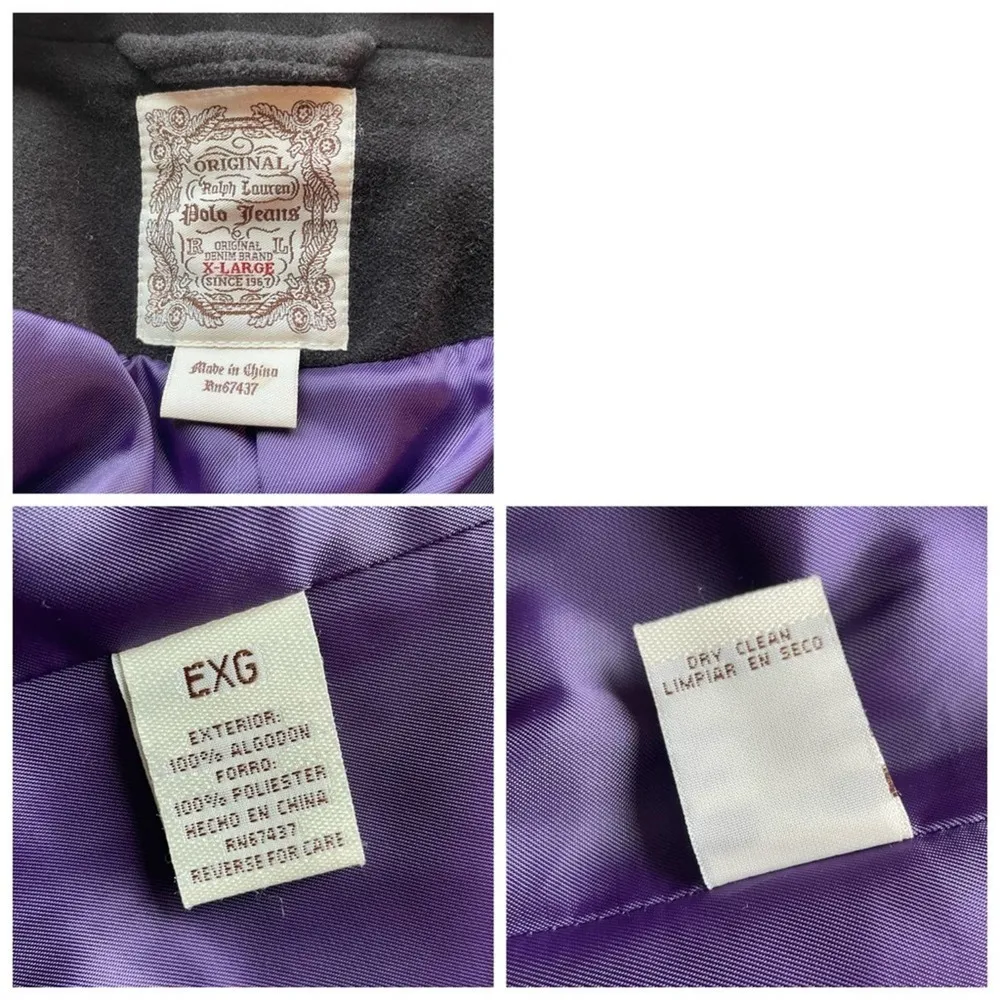 ORIGINAL
Ralph Lauren
Polo Jeans
R ORIGINAL L
DENIM BRAND
X-LARGE
SINCE 1967
Made in China
Rn67437
EXG
EXTERIOR:
100% ALGODON
FORRO:
100% POLIESTER
HECHO EN CHINA
RN67437
REVERSE FOR CARE
DRY CLEAN
LIMPIAR EN SECO